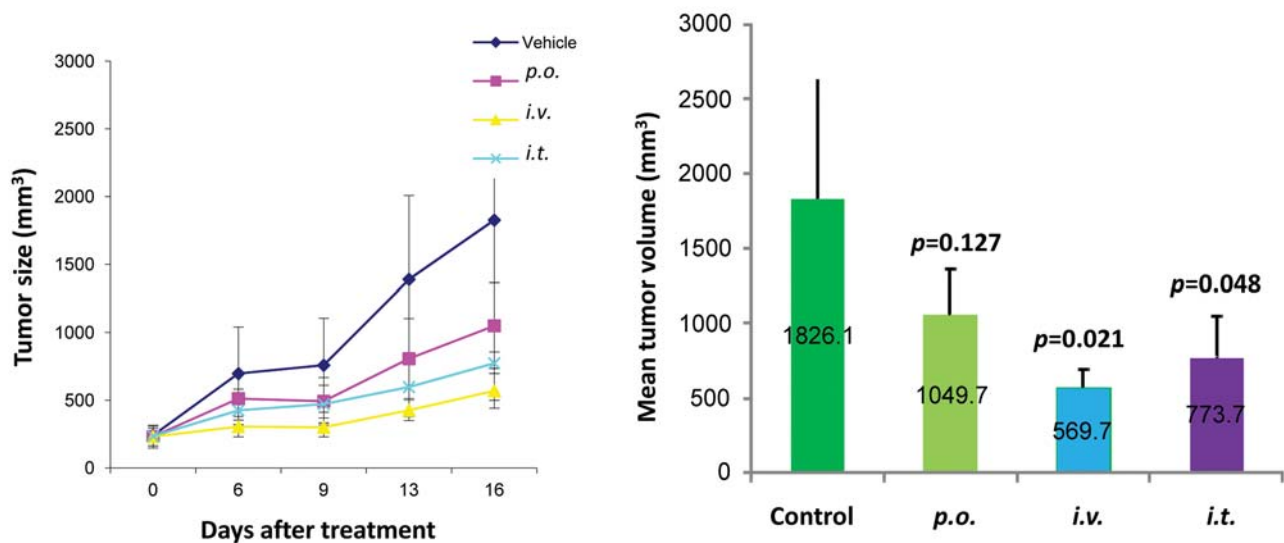 Vehicle
p.o.
i.v.
i.t.
3000
2500
2000
1500
1000
500
0
Tumor size (mm³)
0 6 9 13 16
Days after treatment
3000
2500
2000
1500
1000
500
0
Mean tumor volume (mm³)
p=0.127
p=0.021
p=0.048
1826.1
1049.7
569.7
773.7
Control p.o. i.v. i.t.